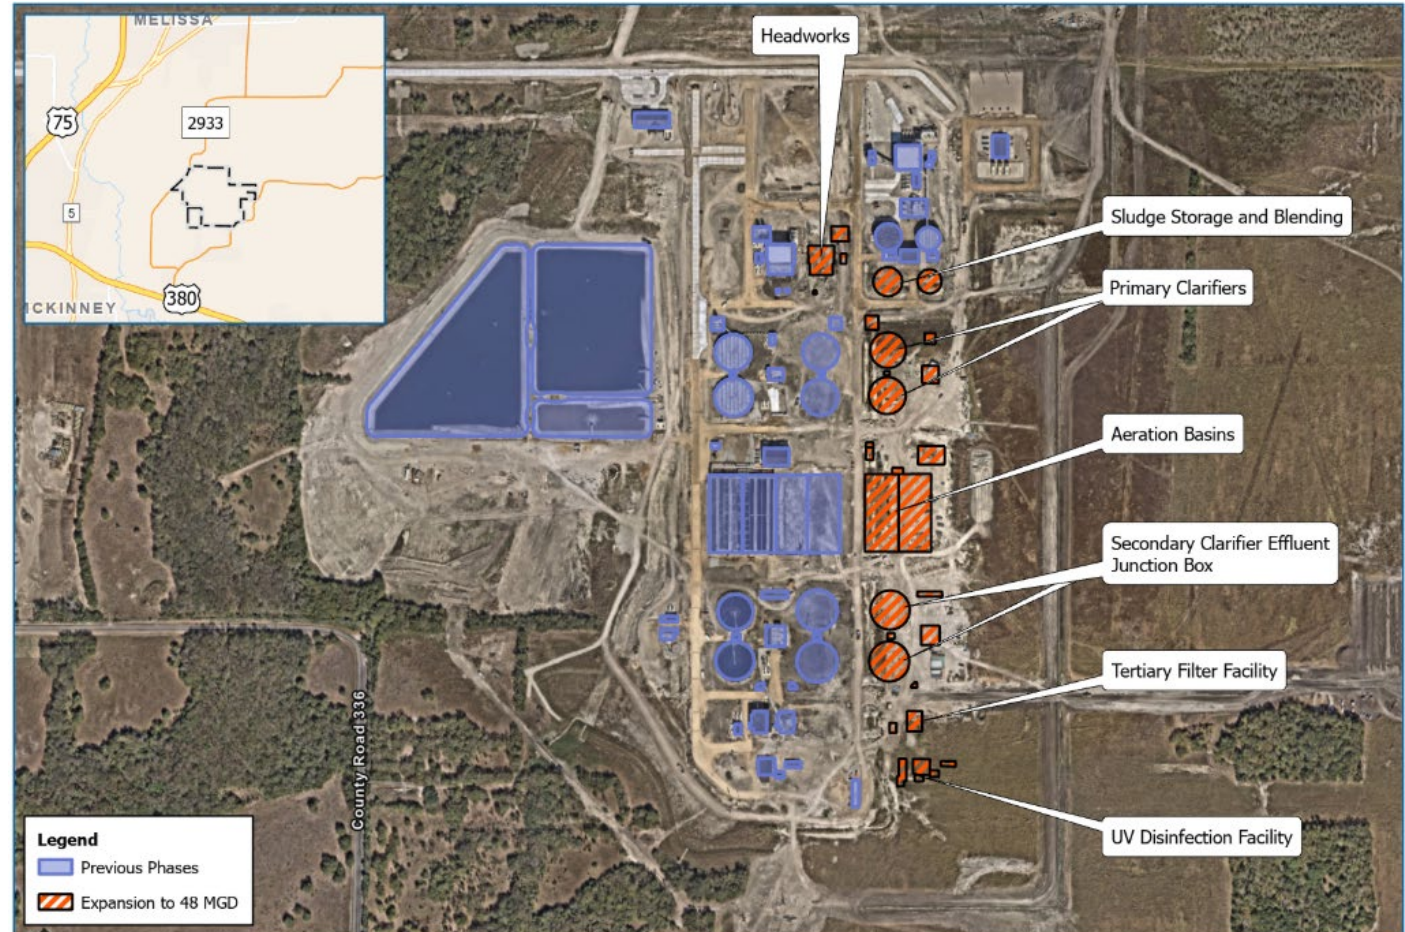 MELISSA
75
2933
5
380
MCKINNEY
Headworks
Sludge Storage and Blending
Primary Clarifiers
Aeration Basins
Secondary Clarifier Effluent
Junction Box
Tertiary Filter Facility
UV Disinfection Facility
County Road 336
Legend
Previous Phases
Expansion to 48 MGD